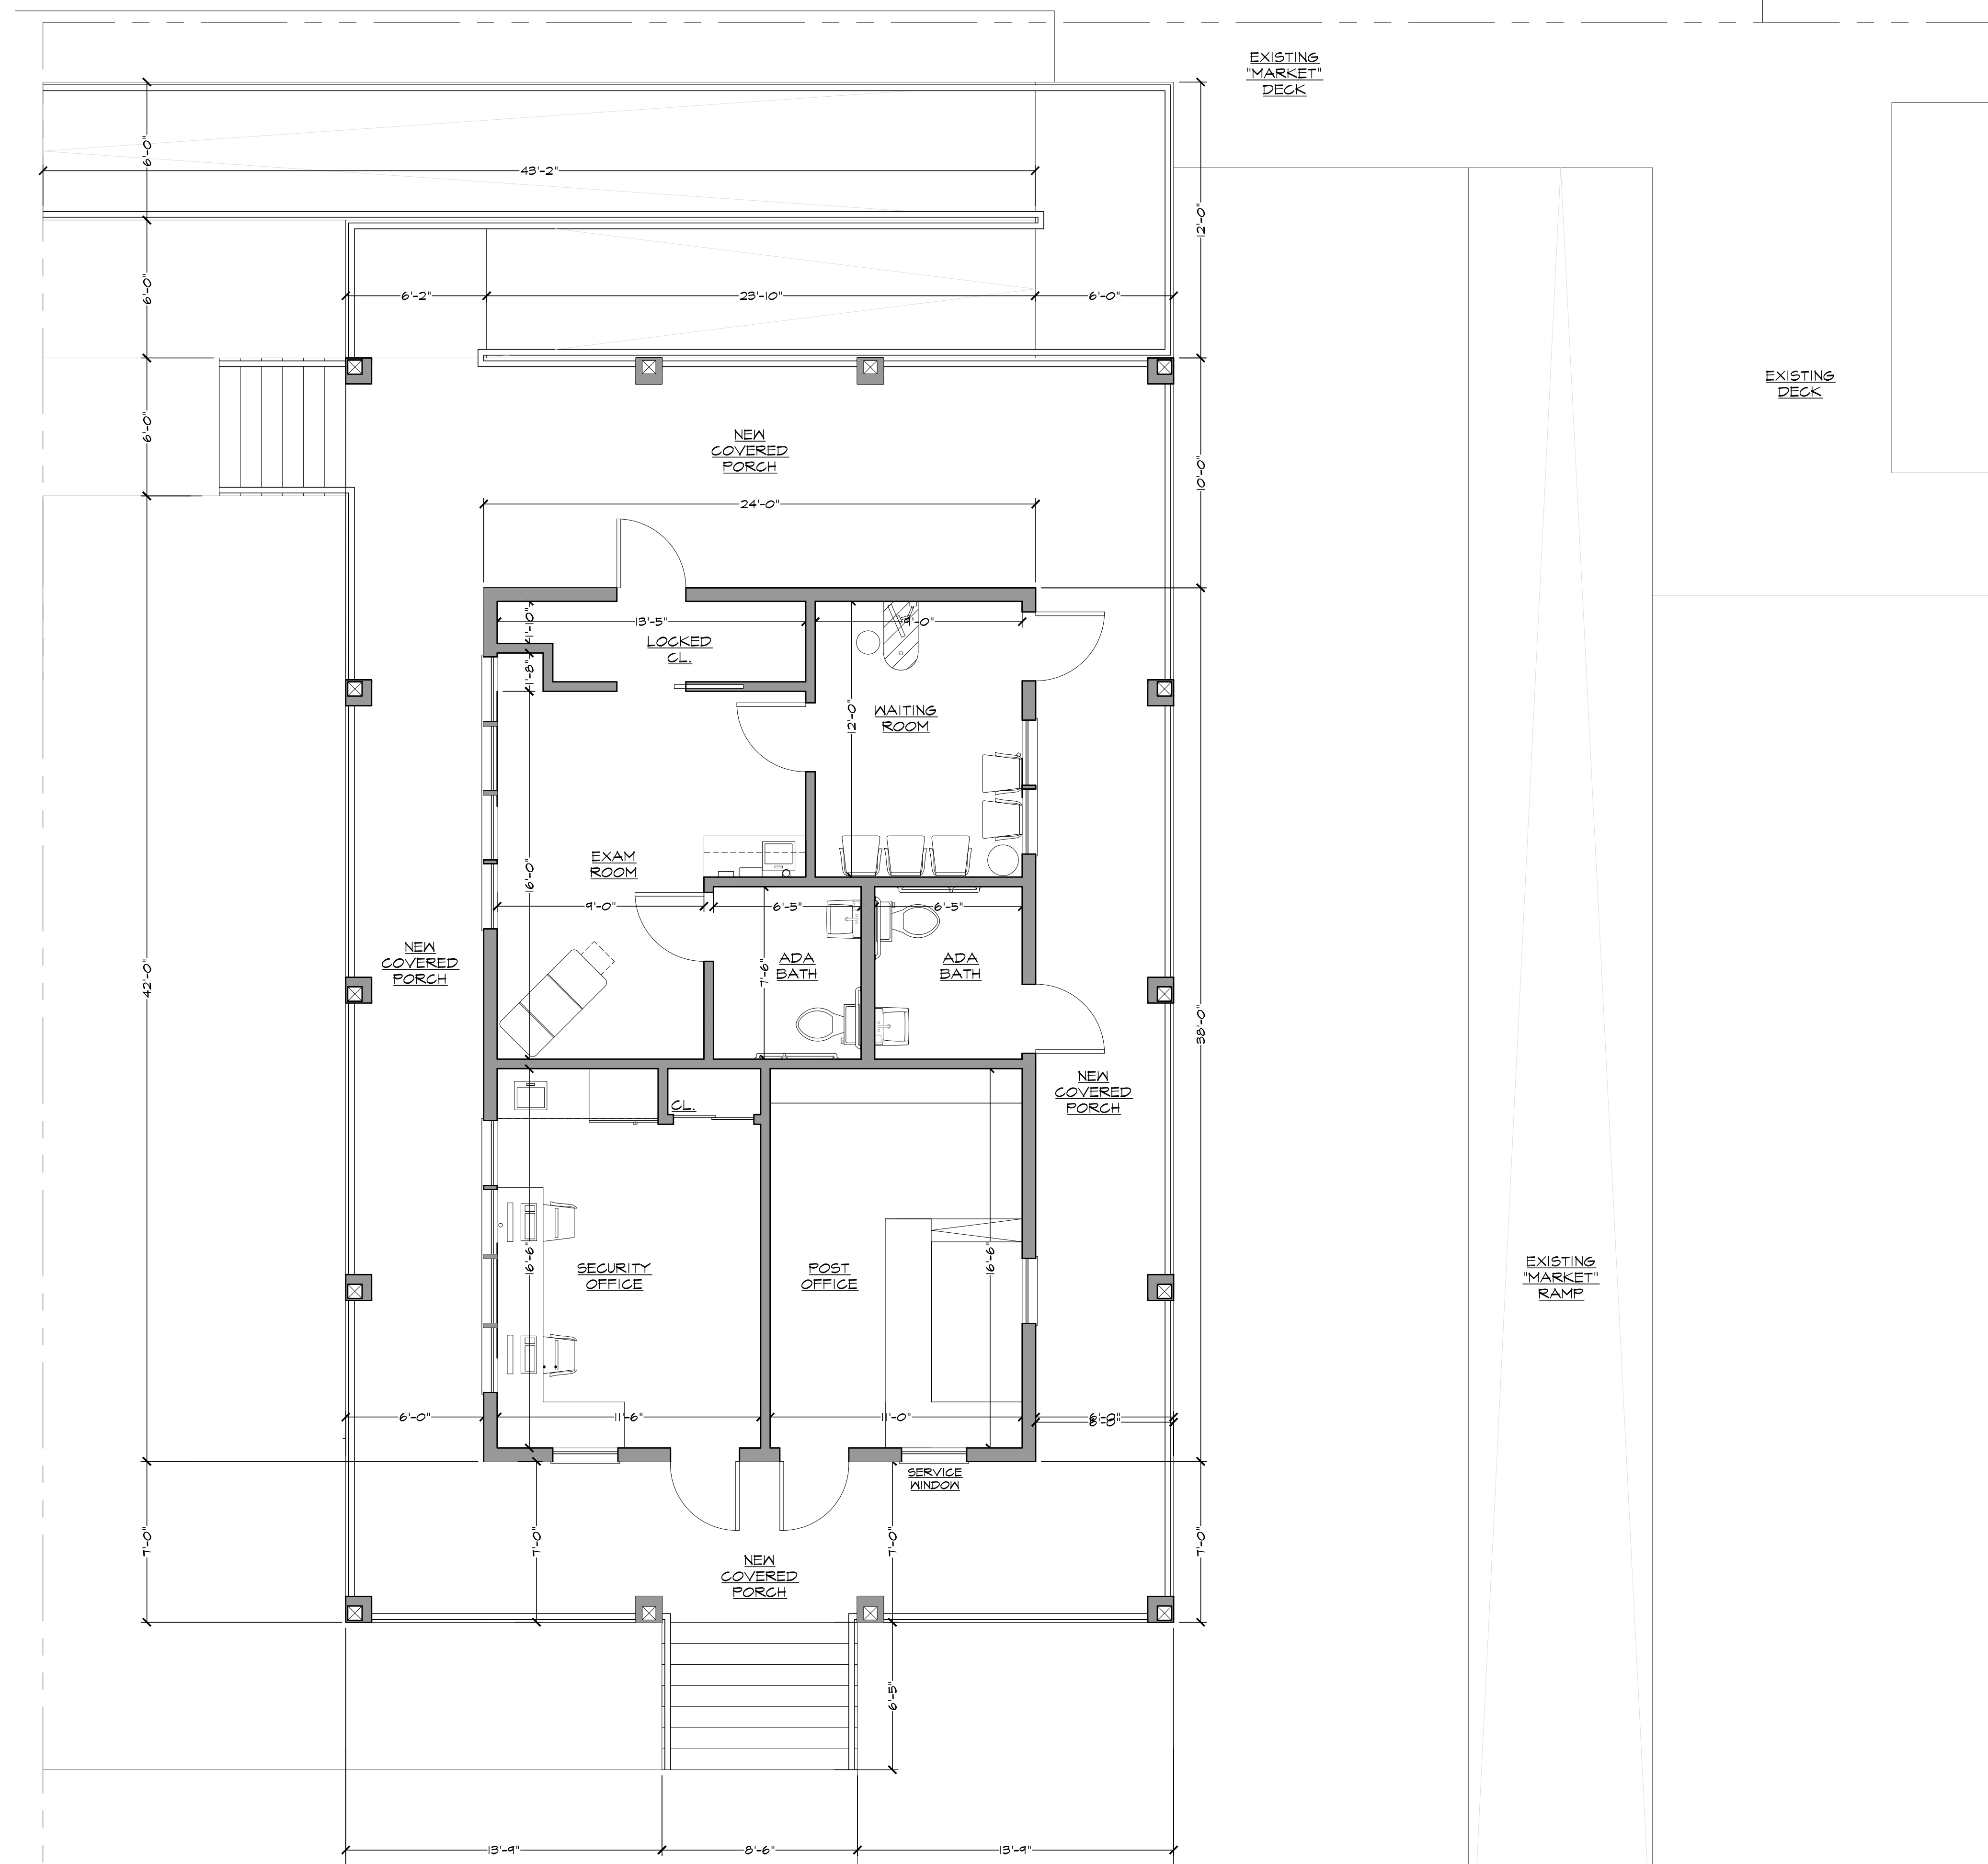 EXISTING
"MARKET"
DECK
6'-0"
43'-2"
12'-0"
6'-0"
6'-2"
23'-10"
6'-0"
EXISTING
DECK
6'-0"
NEW
COVERED
PORCH
10'-0"
24'-0"
1'-10"
13'-5"
9'-0"
LOCKED
CL.
1'-8"
WAITING
ROOM
12'-0"
EXAM
ROOM
16'-0"
9'-0"
6'-5"
6'-5"
NEW
COVERED
PORCH
ADA
BATH
7'-6"
ADA
BATH
42'-0"
38'-0"
NEW
COVERED
PORCH
CL.
SECURITY
OFFICE
16'-6"
POST
OFFICE
16'-6"
EXISTING
"MARKET"
RAMP
6'-0"
11'-6"
11'-0"
6'-0"
8'-8"
SERVICE
WINDOW
7'-0"
7'-0"
7'-0"
7'-0"
NEW
COVERED
PORCH
6'-5"
13'-9"
8'-6"
13'-9"